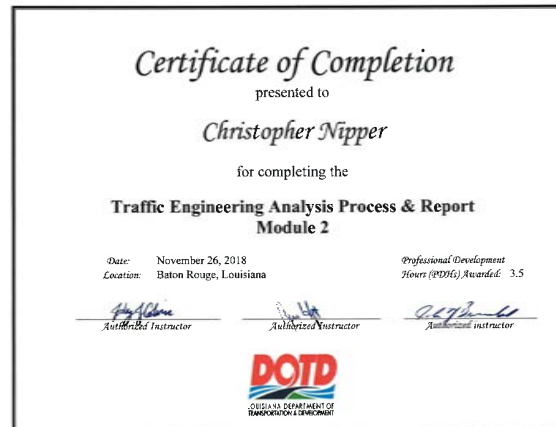 Certificate of Completion
presented to
Christopher Nipper
for completing the
Traffic Engineering Analysis Process & Report
Module 2
Date: November 26, 2018
Location: Baton Rouge, Louisiana
Professional Development
Hours (PDHs) Awarded: 3.5
Authorized Instructor
Authorized Instructor
Authorized instructor
DOTD
LOUISIANA DEPARTMENT OF
TRANSPORTATION & DEVELOPMENT